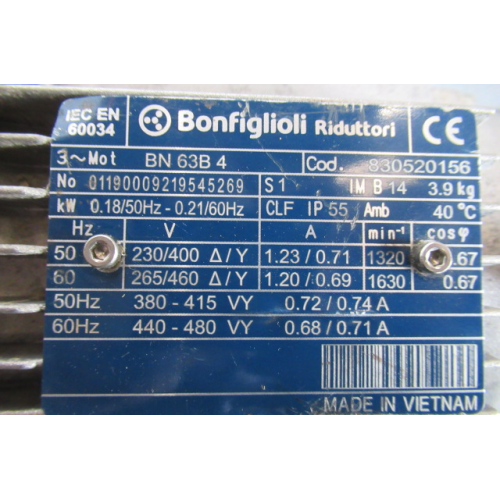 IEC EN 60034
Bonfiglioli Riduttori
CE
3~Mot BN 63B 4 Cod. 830520156
No 01190009219545269 S1 IM B 14 3.9 kg
kW 0.18/50Hz - 0.21/60Hz CLF IP 55 Amb 40 °C
Hz V A min-1 cosφ
50 230/400 Δ/Y 1.23 / 0.71 1320 0.67
60 265/460 Δ/Y 1.20 / 0.69 1630 0.67
50Hz 380 - 415 VY 0.72 / 0.74 A
60Hz 440 - 480 VY 0.68 / 0.71 A
MADE IN VIETNAM